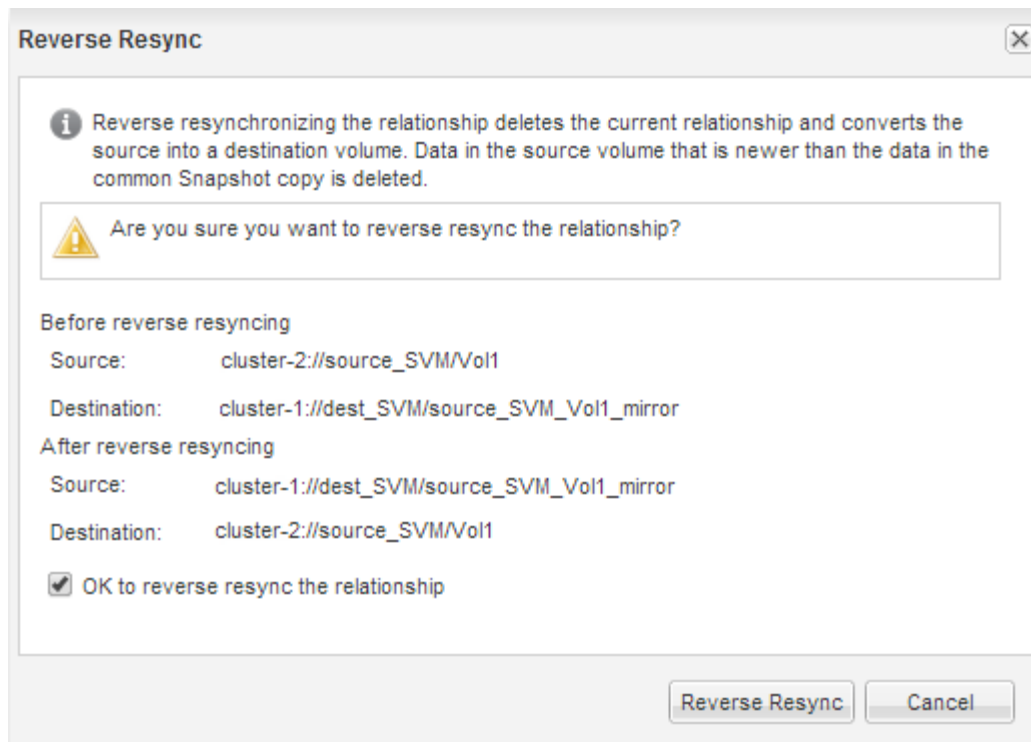 Reverse Resync
Reverse resynchronizing the relationship deletes the current relationship and converts the
source into a destination volume. Data in the source volume that is newer than the data in the
common Snapshot copy is deleted.
Are you sure you want to reverse resync the relationship?
Before reverse resyncing
Source: cluster-2://source_SVM/Vol1
Destination: cluster-1://dest_SVM/source_SVM_Vol1_mirror
After reverse resyncing
Source: cluster-1://dest_SVM/source_SVM_Vol1_mirror
Destination: cluster-2://source_SVM/Vol1
OK to reverse resync the relationship
Reverse Resync Cancel